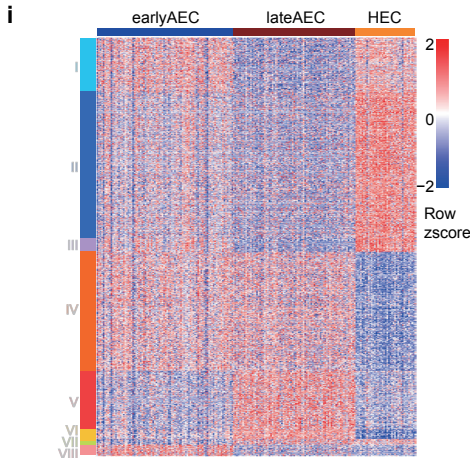 i
earlyAEC lateAEC HEC
I
II
III
IV
V
VI
VII
VIII
2
0
−2
Row
zscore